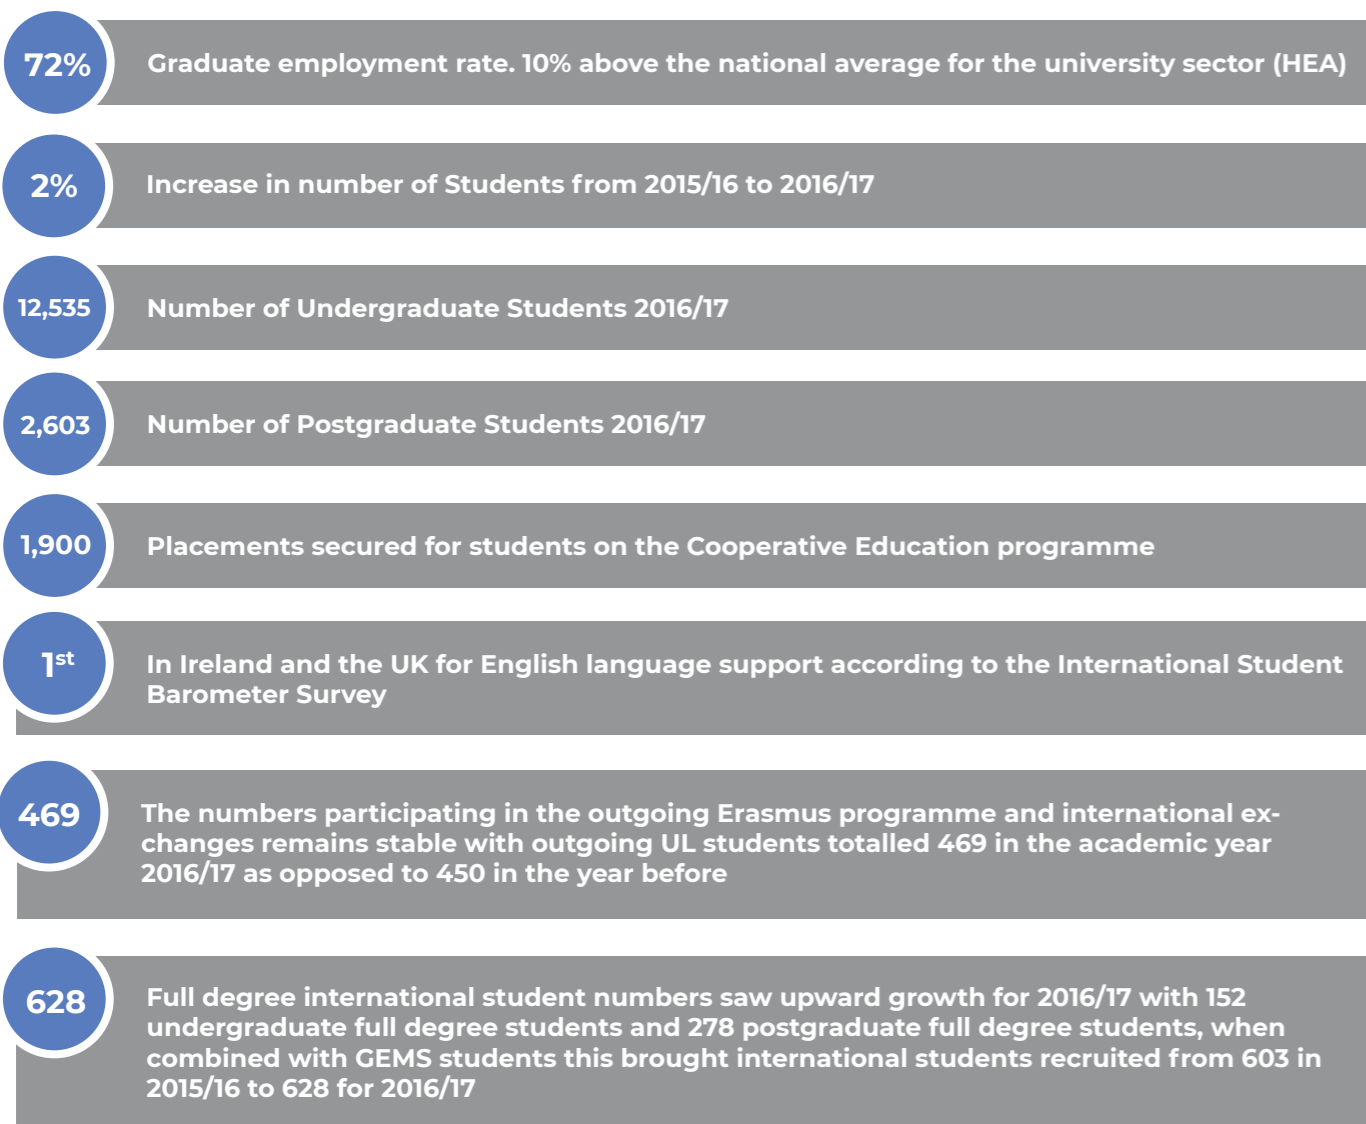 72%
Graduate employment rate. 10% above the national average for the university sector (HEA)
2%
Increase in number of Students from 2015/16 to 2016/17
12,535
Number of Undergraduate Students 2016/17
2,603
Number of Postgraduate Students 2016/17
1,900
Placements secured for students on the Cooperative Education programme
1st
In Ireland and the UK for English language support according to the International Student
Barometer Survey
469
The numbers participating in the outgoing Erasmus programme and international ex-
changes remains stable with outgoing UL students totalled 469 in the academic year
2016/17 as opposed to 450 in the year before
628
Full degree international student numbers saw upward growth for 2016/17 with 152
undergraduate full degree students and 278 postgraduate full degree students, when
combined with GEMS students this brought international students recruited from 603 in
2015/16 to 628 for 2016/17